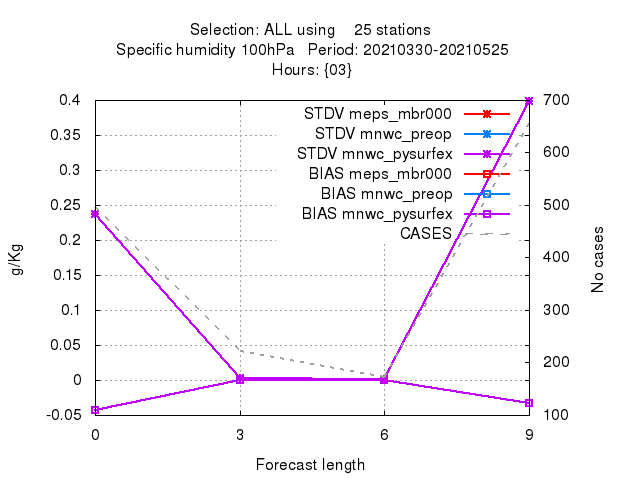 Selection: ALL using    25 stations
Specific humidity 100hPa   Period: 20210330-20210525
Hours: {03}
0.4
0.35
0.3
0.25
0.2
0.15
0.1
0.05
0
-0.05
g/Kg
STDV meps_mbr000
STDV mnwc_preop
STDV mnwc_pysurfex
BIAS meps_mbr000
BIAS mnwc_preop
BIAS mnwc_pysurfex
CASES
700
600
500
400
300
200
100
No cases
0 3 6 9
Forecast length